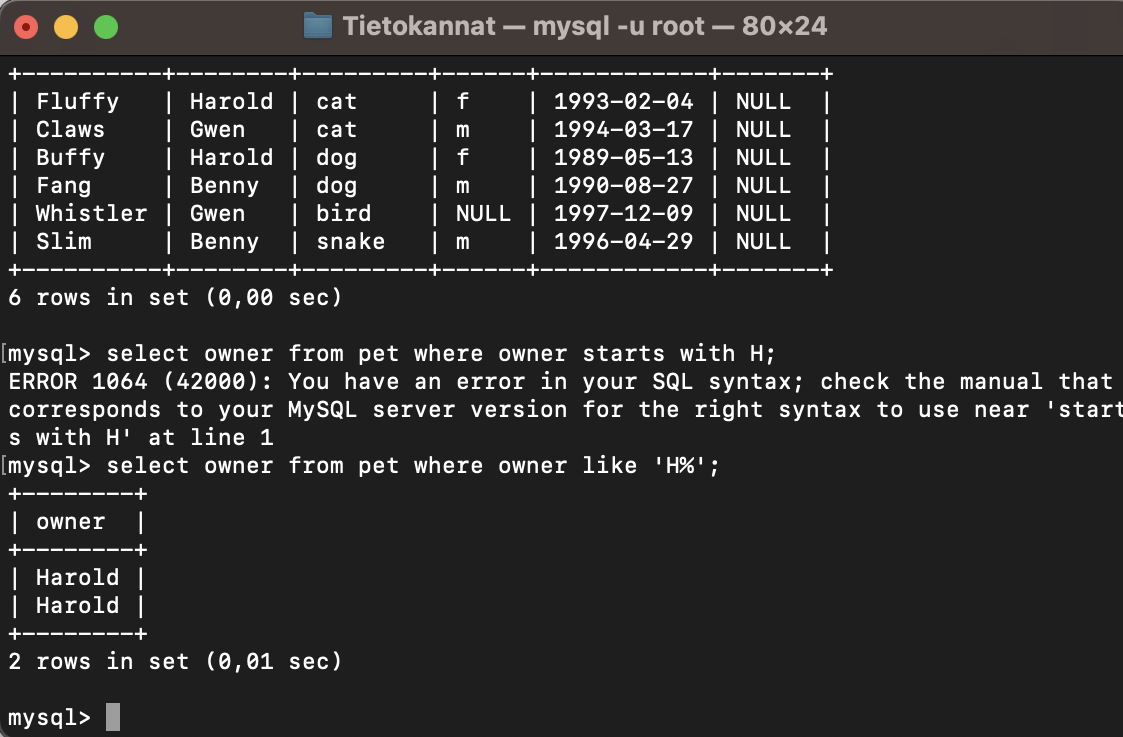 Tietokannat — mysql -u root — 80×24
+----------+--------+---------+------+------------+-------+
| Fluffy   | Harold | cat     | f    | 1993-02-04 | NULL  |
| Claws    | Gwen   | cat     | m    | 1994-03-17 | NULL  |
| Buffy    | Harold | dog     | f    | 1989-05-13 | NULL  |
| Fang     | Benny  | dog     | m    | 1990-08-27 | NULL  |
| Whistler | Gwen   | bird    | NULL | 1997-12-09 | NULL  |
| Slim     | Benny  | snake   | m    | 1996-04-29 | NULL  |
+----------+--------+---------+------+------------+-------+
6 rows in set (0,00 sec)
[mysql> select owner from pet where owner starts with H;
ERROR 1064 (42000): You have an error in your SQL syntax; check the manual that
corresponds to your MySQL server version for the right syntax to use near 'start
s with H' at line 1
[mysql> select owner from pet where owner like 'H%';
+--------+
| owner  |
+--------+
| Harold |
| Harold |
+--------+
2 rows in set (0,01 sec)
mysql>